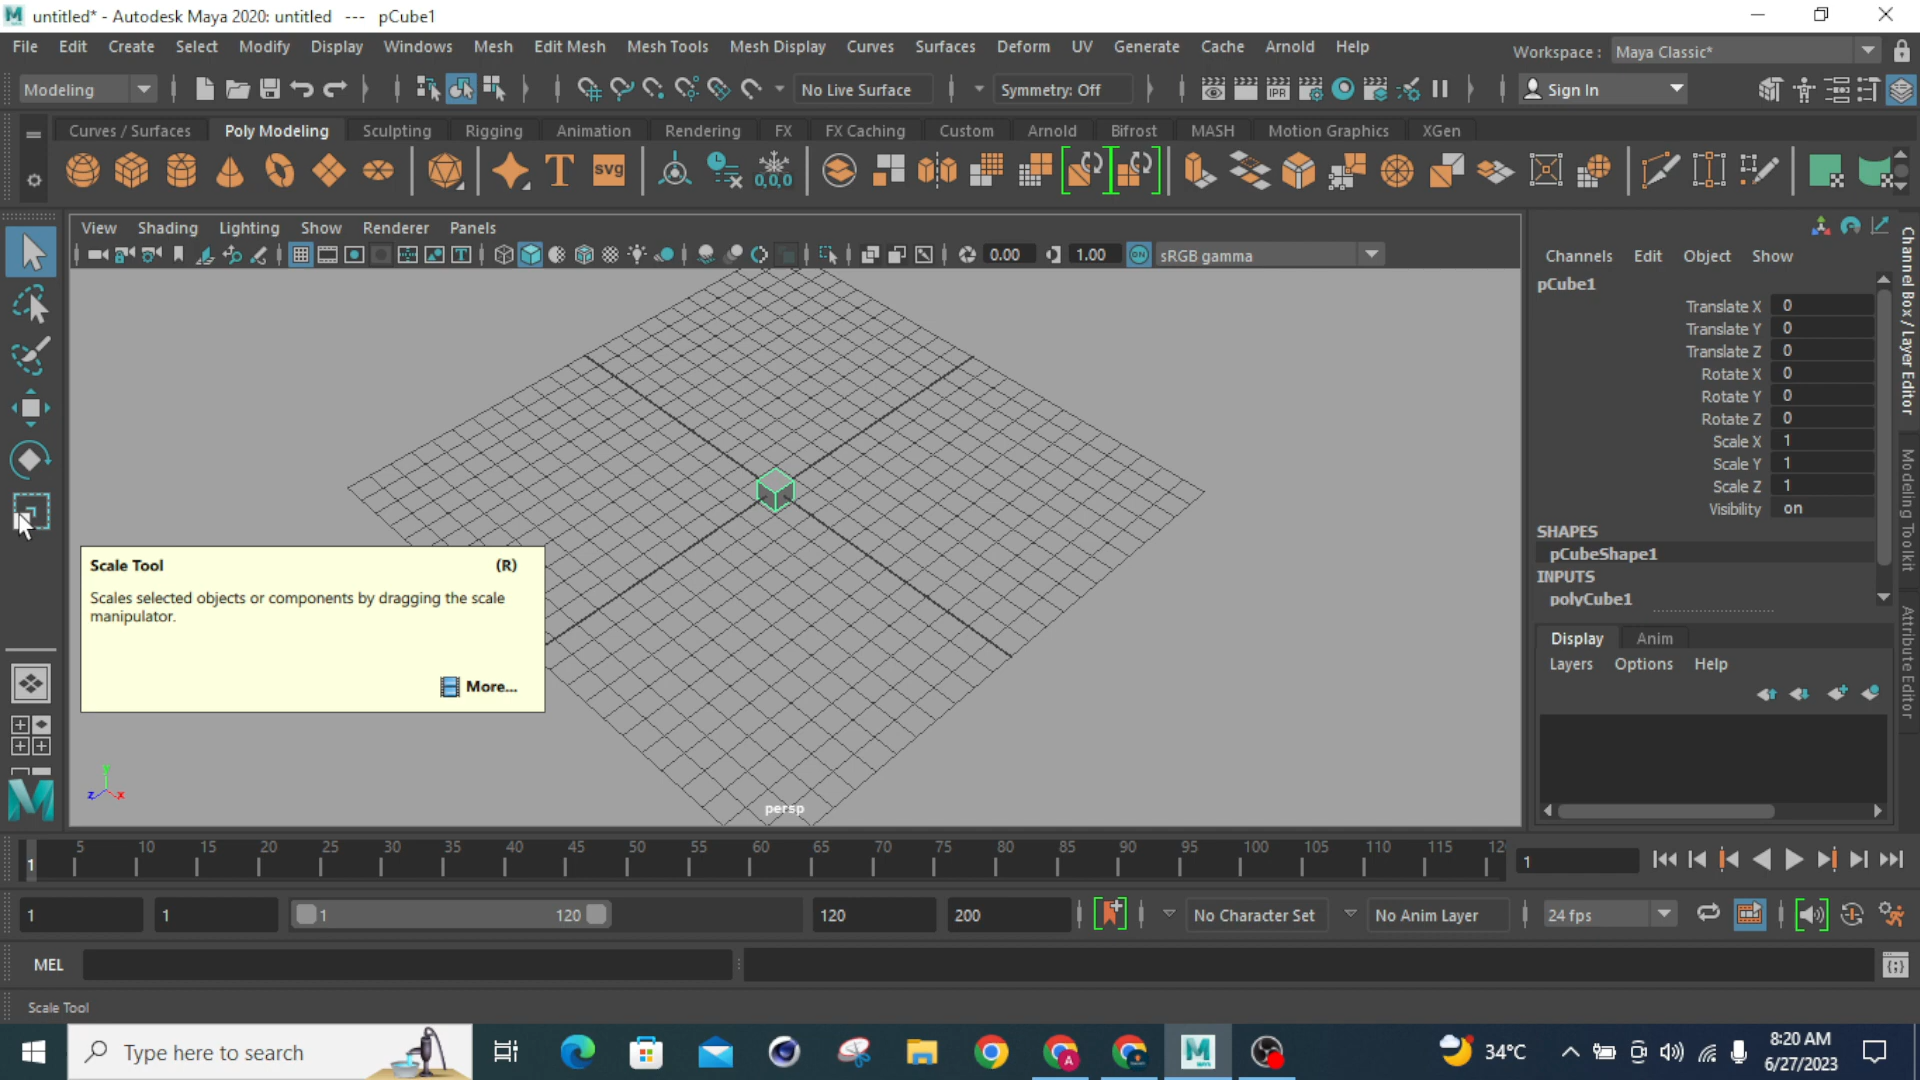 untitled* - Autodesk Maya 2020: untitled --- pCube1
File Edit Create Select Modify Display Windows Mesh Edit Mesh Mesh Tools Mesh Display Curves Surfaces Deform UV Generate Cache Arnold Help Workspace : Maya Classic*
Modeling No Live Surface Symmetry: Off IPR Sign In
Curves / Surfaces Poly Modeling Sculpting Rigging Animation Rendering FX FX Caching Custom Arnold Bifrost MASH Motion Graphics XGen
T svg 0,0,0
View Shading Lighting Show Renderer Panels
0.00 1.00 ON sRGB gamma
Channels Edit Object Show
pCube1
Translate X 0
Translate Y 0
Translate Z 0
Rotate X 0
Rotate Y 0
Rotate Z 0
Scale X 1
Scale Y 1
Scale Z 1
Visibility on
SHAPES
pCubeShape1
INPUTS
polyCube1
Channel Box / Layer Editor
Modeling Toolkit
Attribute Editor
Scale Tool (R)
Scales selected objects or components by dragging the scale
manipulator.
More...
Display Anim
Layers Options Help
y
z x
persp
1 5 10 15 20 25 30 35 40 45 50 55 60 65 70 75 80 85 90 95 100 105 110 115 12 1
1 1 1 120 120 200 No Character Set No Anim Layer 24 fps
MEL
Scale Tool
Type here to search 34°C 8:20 AM
6/27/2023